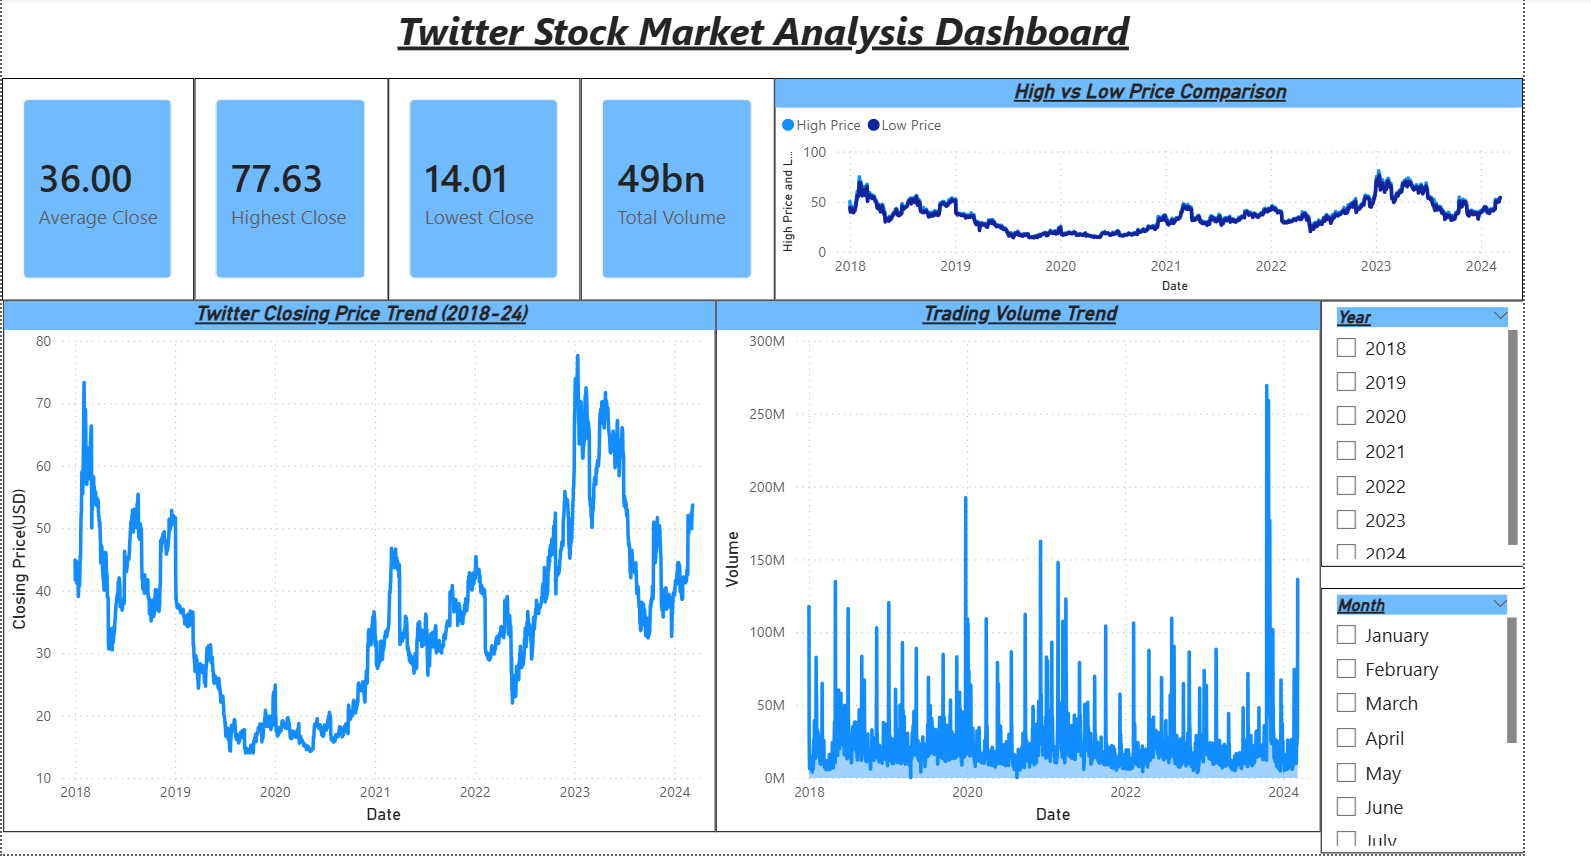 Twitter Stock Market Analysis Dashboard
36.00
Average Close
77.63
Highest Close
14.01
Lowest Close
49bn
Total Volume
High vs Low Price Comparison
High Price Low Price
High Price and L...
100
50
0
2018 2019 2020 2021 2022 2023 2024
Date
Twitter Closing Price Trend (2018-24)
Closing Price(USD)
80
70
60
50
40
30
20
10
2018 2019 2020 2021 2022 2023 2024
Date
Trading Volume Trend
Volume
300M
250M
200M
150M
100M
50M
0M
2018 2020 2022 2024
Date
Year
2018
2019
2020
2021
2022
2023
2024
Month
January
February
March
April
May
June
July